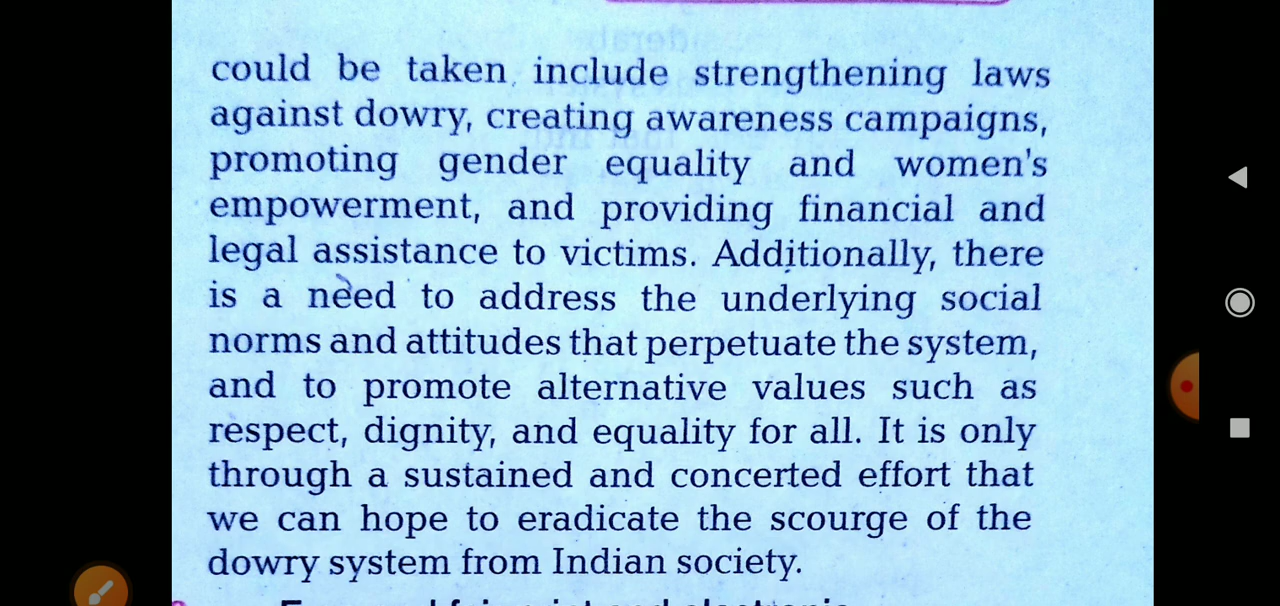 could be taken include strengthening laws
against dowry, creating awareness campaigns,
promoting gender equality and women's
empowerment, and providing financial and
legal assistance to victims. Additionally, there
is a need to address the underlying social
norms and attitudes that perpetuate the system,
and to promote alternative values such as
respect, dignity, and equality for all. It is only
through a sustained and concerted effort that
we can hope to eradicate the scourge of the
dowry system from Indian society.